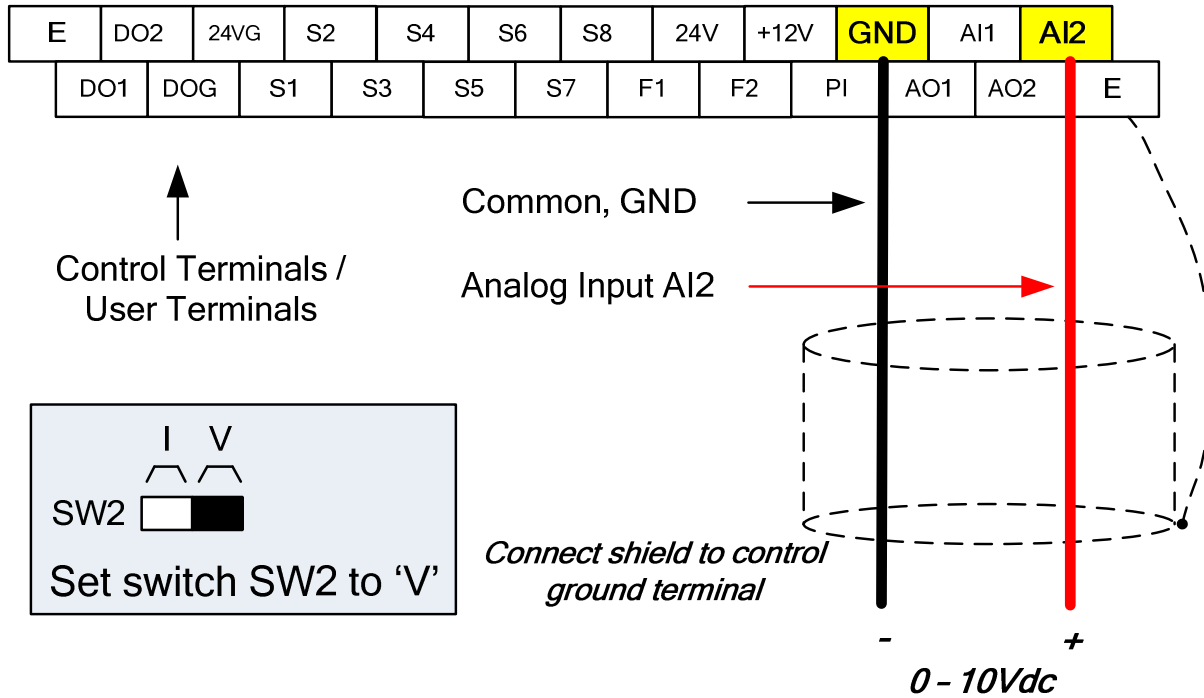 E DO2 24VG S2 S4 S6 S8 24V +12V GND AI1 AI2
DO1 DOG S1 S3 S5 S7 F1 F2 PI AO1 AO2 E
Common, GND
Control Terminals /
User Terminals
Analog Input AI2
I V
SW2
Set switch SW2 to ‘V’
Connect shield to control
ground terminal
- +
0 – 10Vdc